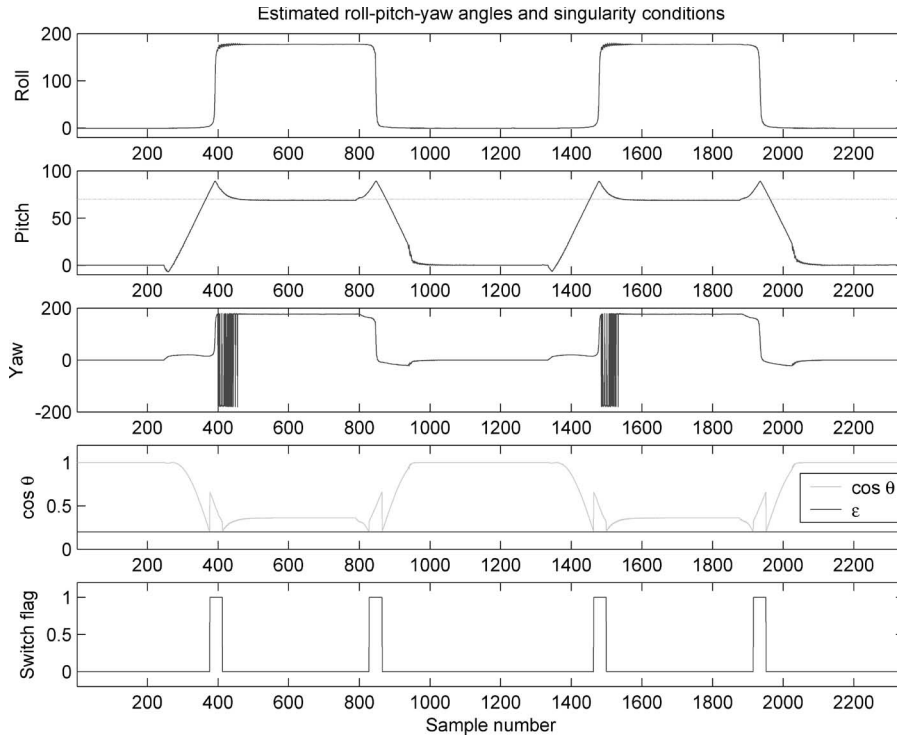 Estimated roll-pitch-yaw angles and singularity conditions
Roll
200
100
0
200 400 600 800 1000 1200 1400 1600 1800 2000 2200
Pitch
100
50
0
200 400 600 800 1000 1200 1400 1600 1800 2000 2200
Yaw
200
0
-200
200 400 600 800 1000 1200 1400 1600 1800 2000 2200
cos θ
1
0.5
0
cos θ
ε
200 400 600 800 1000 1200 1400 1600 1800 2000 2200
Switch flag
1
0.5
0
200 400 600 800 1000 1200 1400 1600 1800 2000 2200
Sample number